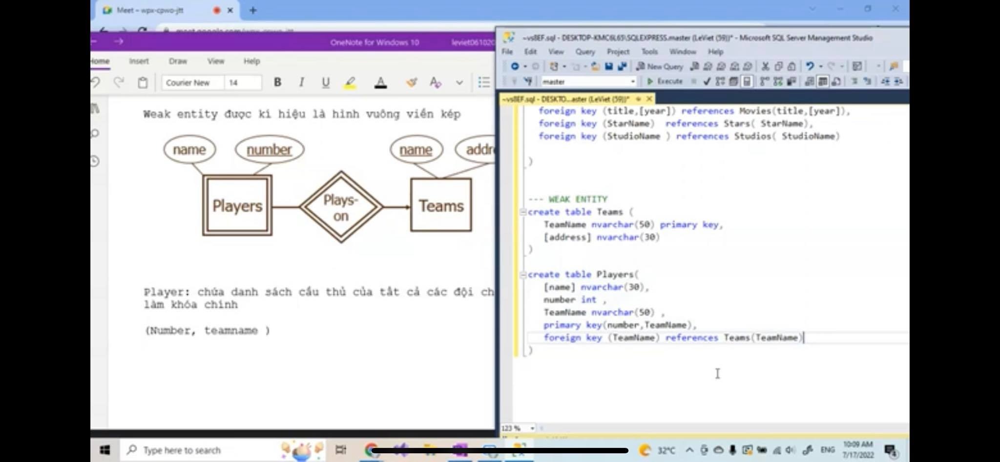 Meet – wpx-cpwo-jtt
OneNote for Windows 10
Home Insert Draw View Help
Courier New 14 B I U A
Weak entity được kí hiệu là hình vuông viền kép
name number name addr
Players Plays-on Teams
Player: chứa danh sách cầu thủ của tất cả các đội ch
làm khóa chính
(Number, teamname )
~vs8EF.sql - DESKTOP-KMC6L65\SQLEXPRESS.master (LeViet (59))* - Microsoft SQL Server Management Studio
File Edit View Query Project Tools Window Help
New Query
master Execute
~vs8EF.sql - DESKTO...aster (LeViet (59))*
foreign key (title,[year]) references Movies(title,[year]),
foreign key (StarName)  references Stars( StarName),
foreign key (StudioName ) references Studios( StudioName)
)
--- WEAK ENTITY
create table Teams (
TeamName nvarchar(50) primary key,
[address] nvarchar(30)
)
create table Players(
[name] nvarchar(30),
number int ,
TeamName nvarchar(50) ,
primary key(number,TeamName),
foreign key (TeamName) references Teams(TeamName)
)
123 %
Type here to search
32°C ENG 10:09 AM
7/17/2022
4